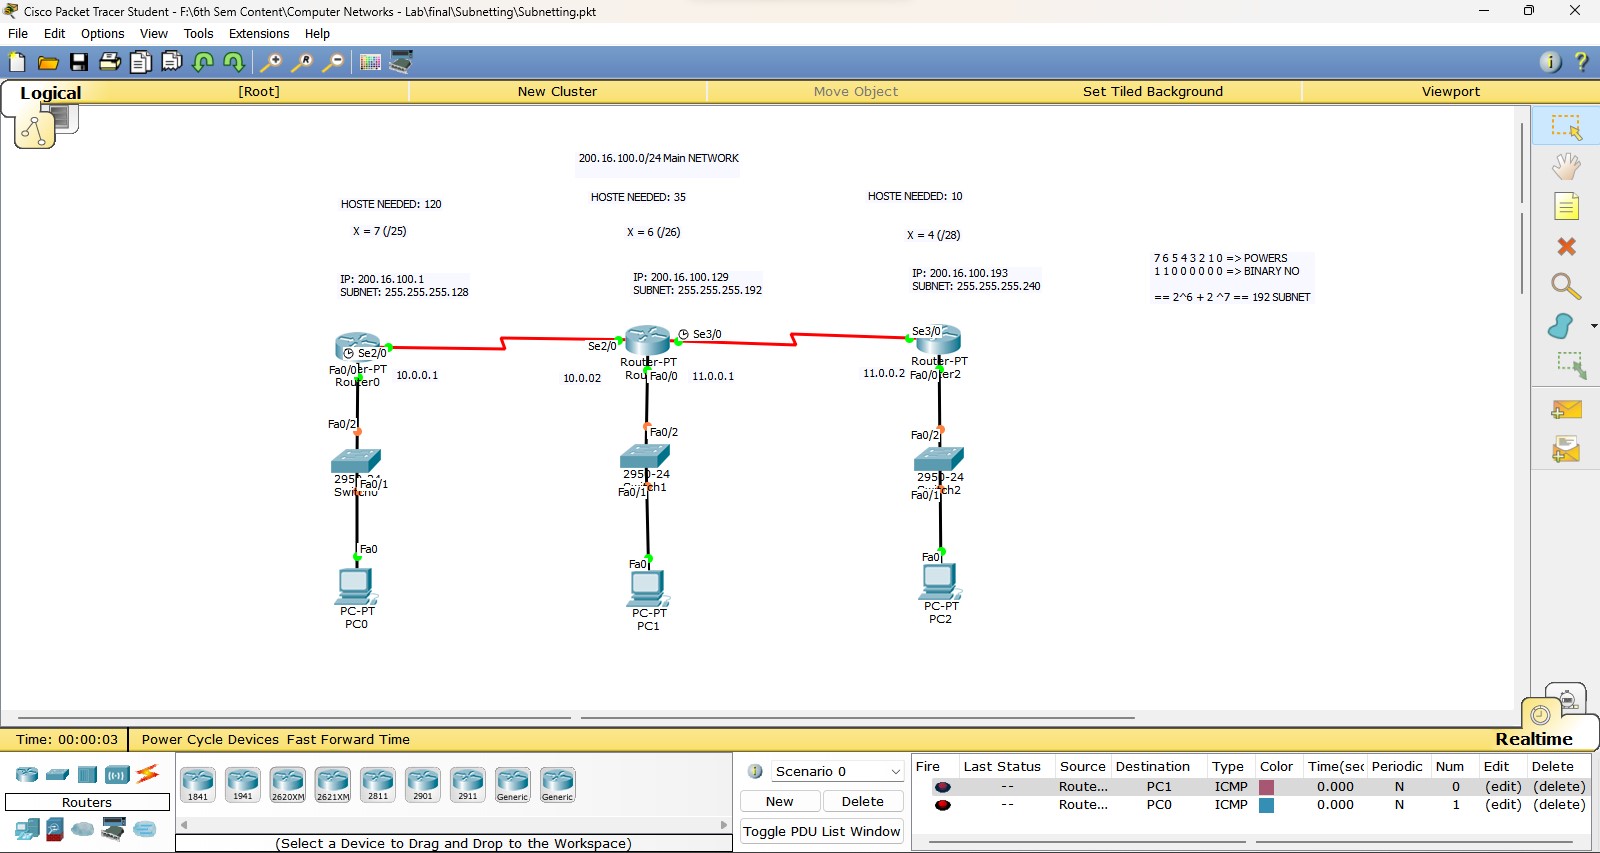 Cisco Packet Tracer Student - F:\6th Sem Content\Computer Networks - Lab\final\Subnetting\Subnetting.pkt
File Edit Options View Tools Extensions Help
Logical [Root] New Cluster Move Object Set Tiled Background Viewport
200.16.100.0/24 Main NETWORK
HOSTE NEEDED: 120
HOSTE NEEDED: 35
HOSTE NEEDED: 10
X = 7 (/25)
X = 6 (/26)
X = 4 (/28)
IP: 200.16.100.1
SUBNET: 255.255.255.128
IP: 200.16.100.129
SUBNET: 255.255.255.192
IP: 200.16.100.193
SUBNET: 255.255.255.240
7 6 5 4 3 2 1 0 => POWERS
1 1 0 0 0 0 0 0 => BINARY NO
== 2^6 + 2 ^7 == 192 SUBNET
Se2/0
Se2/0
Se3/0
Se3/0
Fa0/0
Router0
10.0.0.1
10.0.02
Router-PT
Fa0/0
11.0.0.1
11.0.0.2
Router-PT
Fa0/0
Fa0/2
Fa0/2
Fa0/2
Fa0/1
2950-24
Fa0/1
2950-24
Fa0/1
Fa0
Fa0
Fa0
PC-PT
PC0
PC-PT
PC1
PC-PT
PC2
Time: 00:00:03 Power Cycle Devices Fast Forward Time Realtime
Routers
1841 1941 2620XM 2621XM 2811 2901 2911 Generic Generic
(Select a Device to Drag and Drop to the Workspace)
Scenario 0
New Delete
Toggle PDU List Window
Fire Last Status Source Destination Type Color Time(sec Periodic Num Edit Delete
-- Route... PC1 ICMP 0.000 N 0 (edit) (delete)
-- Route... PC0 ICMP 0.000 N 1 (edit) (delete)